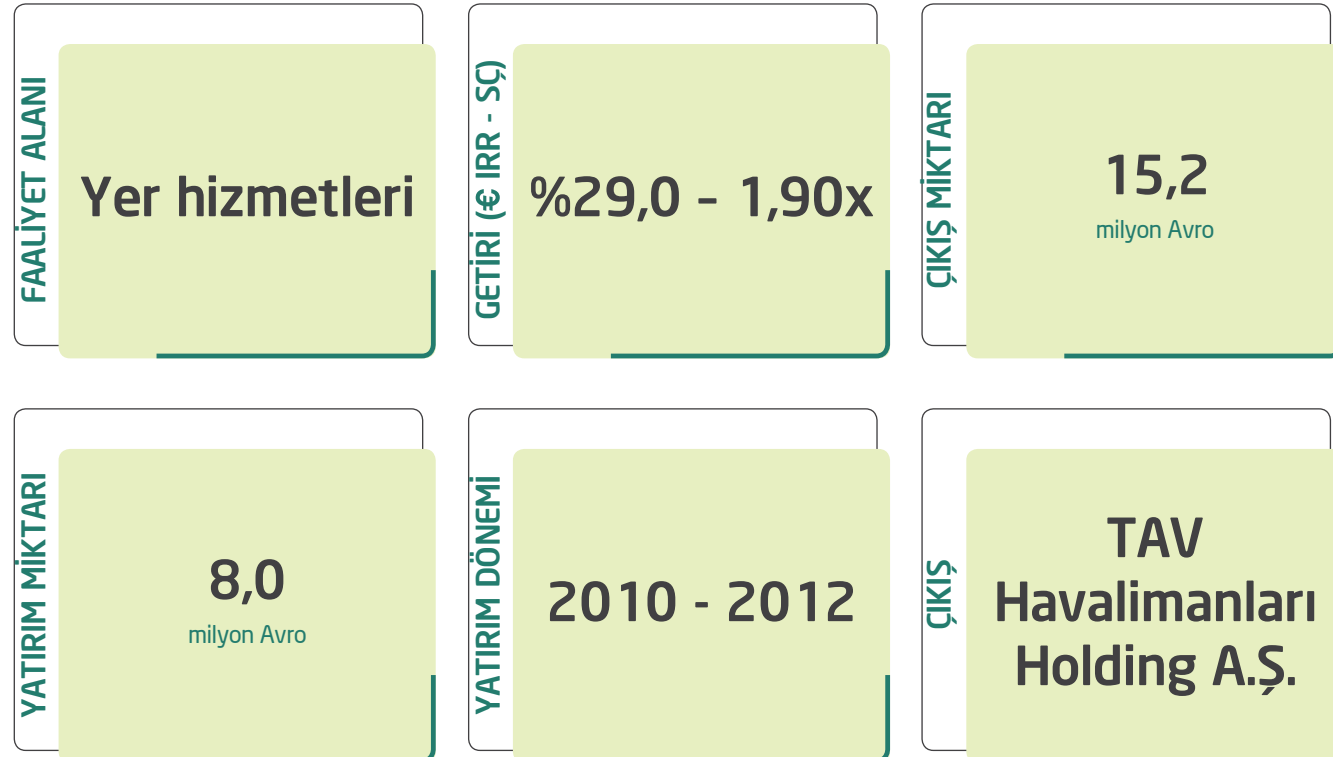 FAALİYET ALANI
Yer hizmetleri
GETİRİ (€ IRR - SÇ)
%29,0 - 1,90x
ÇIKIŞ MİKTARI
15,2
milyon Avro
YATIRIM MİKTARI
8,0
milyon Avro
YATIRIM DÖNEMİ
2010 - 2012
ÇIKIŞ
TAV
Havalimanları
Holding A.Ş.